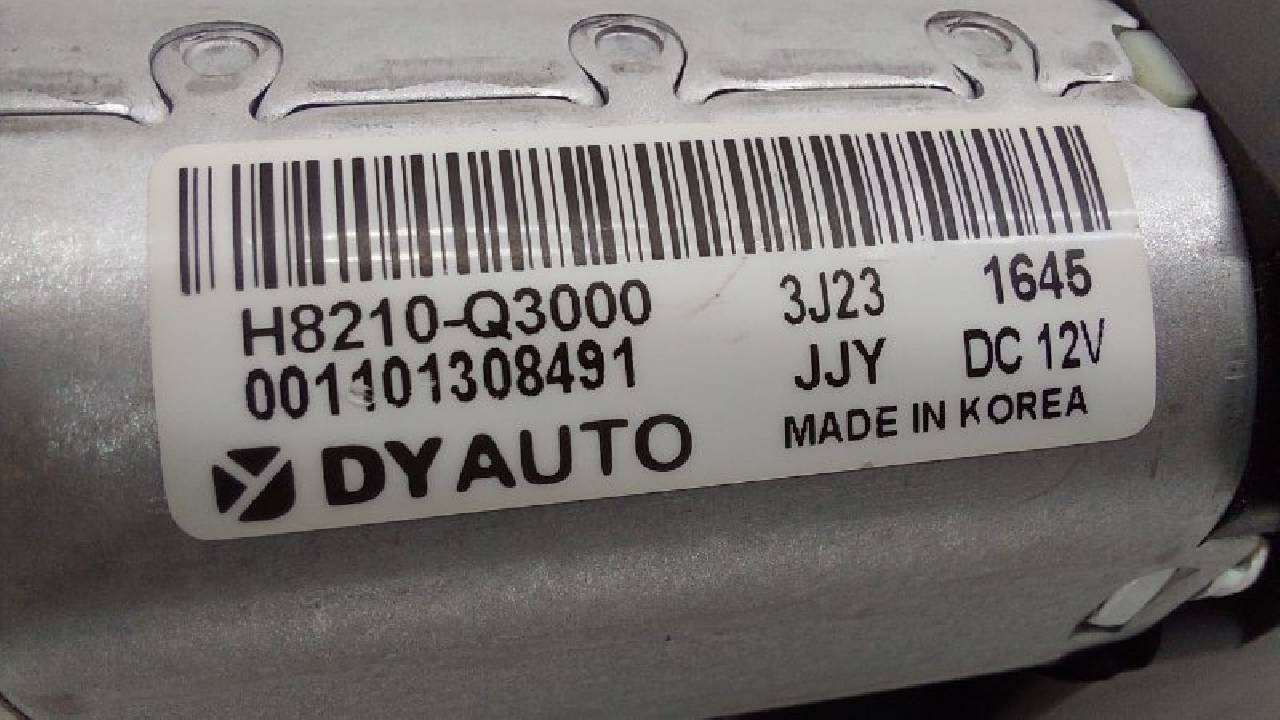 H8210-Q3000 3J23 1645
001101308491 JJY DC 12V
DY AUTO MADE IN KOREA